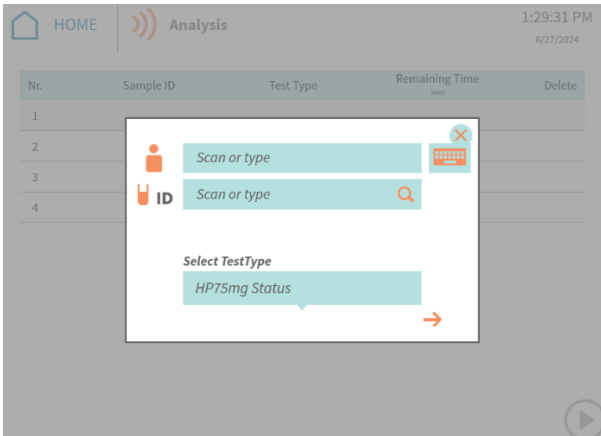 HOME
Analysis
1:29:31 PM
6/27/2024
Nr.
Sample ID
Test Type
Remaining Time
Delete
1
2
3
4
Scan or type
ID
Scan or type
Select TestType
HP75mg Status